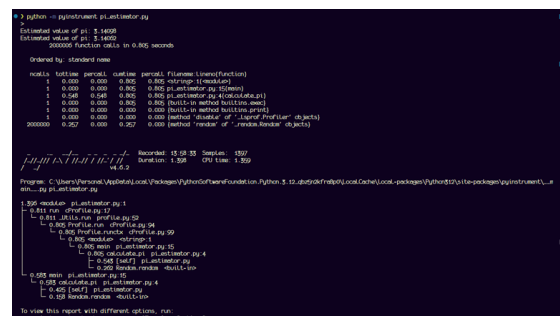 > python -m pyinstrument pi_estimator.py
>
Estimated value of pi: 3.14098
Estimated value of pi: 3.14062
2000006 function calls in 0.805 seconds
Ordered by: standard name
ncalls tottime percall cumtime percall filename:lineno(function)
1 0.000 0.000 0.805 0.805 <string>:1(<module>)
1 0.000 0.000 0.805 0.805 pi_estimator.py:15(main)
1 0.548 0.548 0.805 0.805 pi_estimator.py:4(calculate_pi)
1 0.000 0.000 0.805 0.805 {built-in method builtins.exec}
1 0.000 0.000 0.000 0.000 {built-in method builtins.print}
1 0.000 0.000 0.000 0.000 {method 'disable' of '_lsprof.Profiler' objects}
2000000 0.257 0.000 0.257 0.000 {method 'random' of '_random.Random' objects}
Recorded: 13:58:33 Samples: 1397
Duration: 1.398 CPU time: 1.359
v4.6.2
Program: C:\Users\Personal\AppData\Local\Packages\PythonSoftwareFoundation.Python.3.12_qbz5n2kfra8p0\LocalCache\local-packages\Python312\site-packages\pyinstrument\__m
ain__.py pi_estimator.py
1.396 <module> pi_estimator.py:1
├─ 0.811 run cProfile.py:17
│ └─ 0.811 _Utils.run profile.py:52
│ └─ 0.805 Profile.run cProfile.py:94
│ └─ 0.805 Profile.runctx cProfile.py:99
│ └─ 0.805 <module> <string>:1
│ └─ 0.805 main pi_estimator.py:15
│ └─ 0.805 calculate_pi pi_estimator.py:4
│ ├─ 0.543 [self] pi_estimator.py
│ └─ 0.262 Random.random <built-in>
└─ 0.583 main pi_estimator.py:15
└─ 0.583 calculate_pi pi_estimator.py:4
├─ 0.425 [self] pi_estimator.py
└─ 0.158 Random.random <built-in>
To view this report with different options, run: